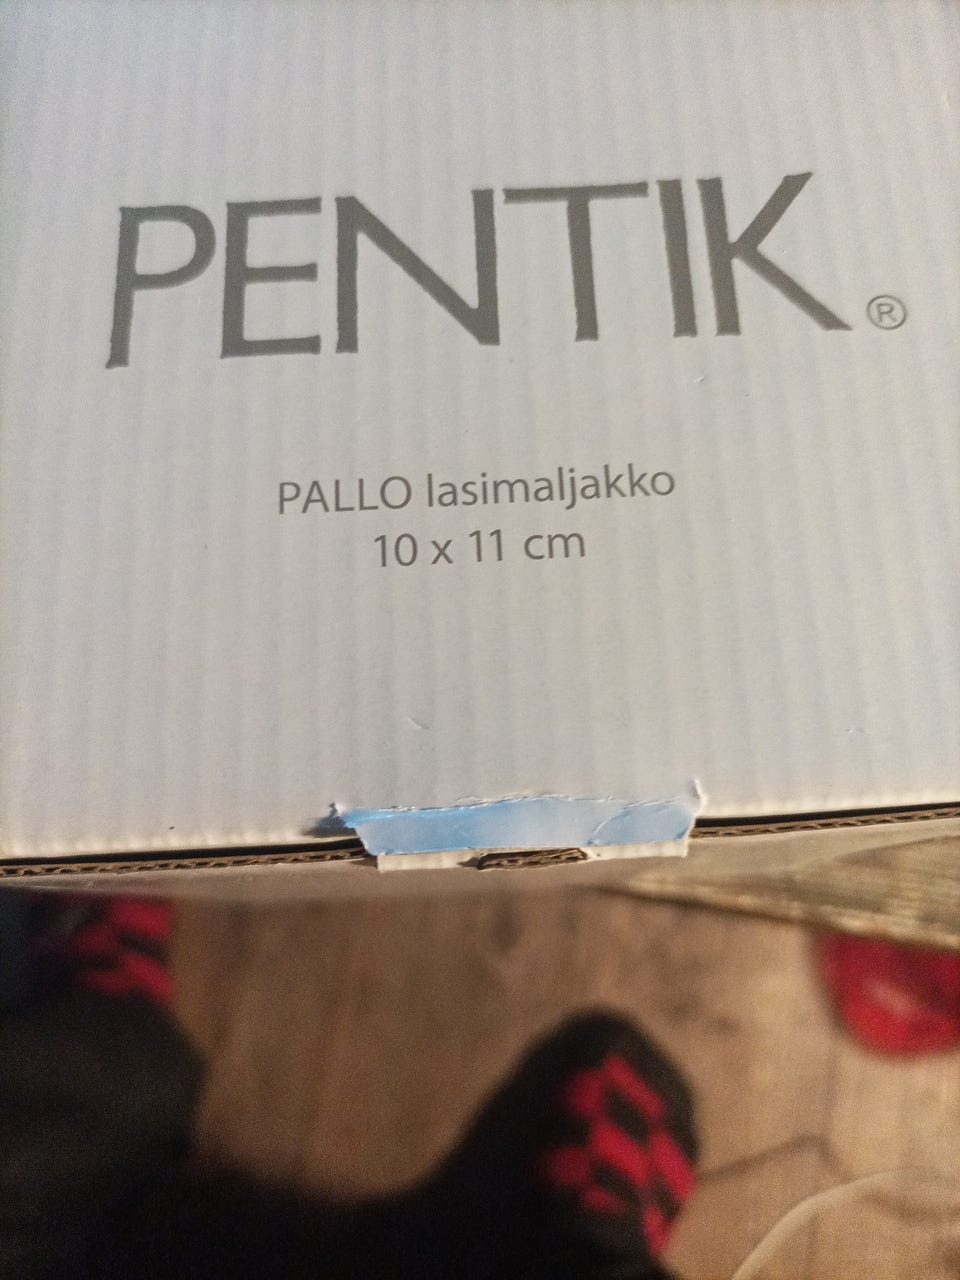 PENTIK®
PALLO lasimaljakko
10 x 11 cm